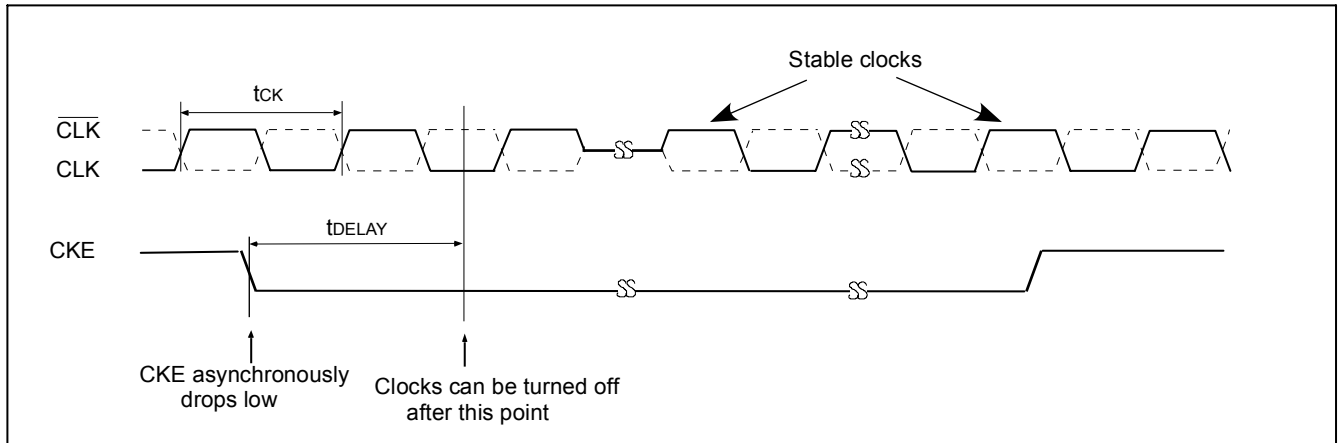 Stable clocks
tCK
CLK
CLK
tDELAY
CKE
CKE asynchronously
drops low
Clocks can be turned off
after this point